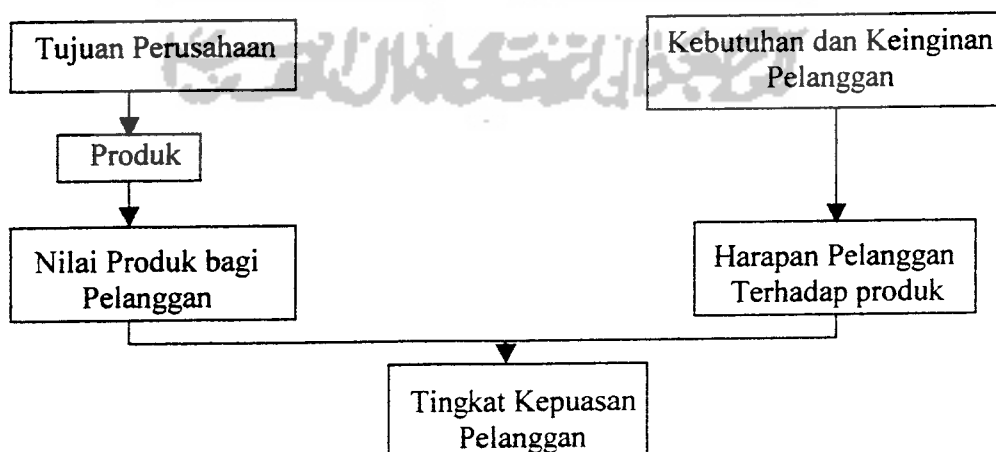 Tujuan Perusahaan
Kebutuhan dan Keinginan
Pelanggan
Produk
Nilai Produk bagi
Pelanggan
Harapan Pelanggan
Terhadap produk
Tingkat Kepuasan
Pelanggan